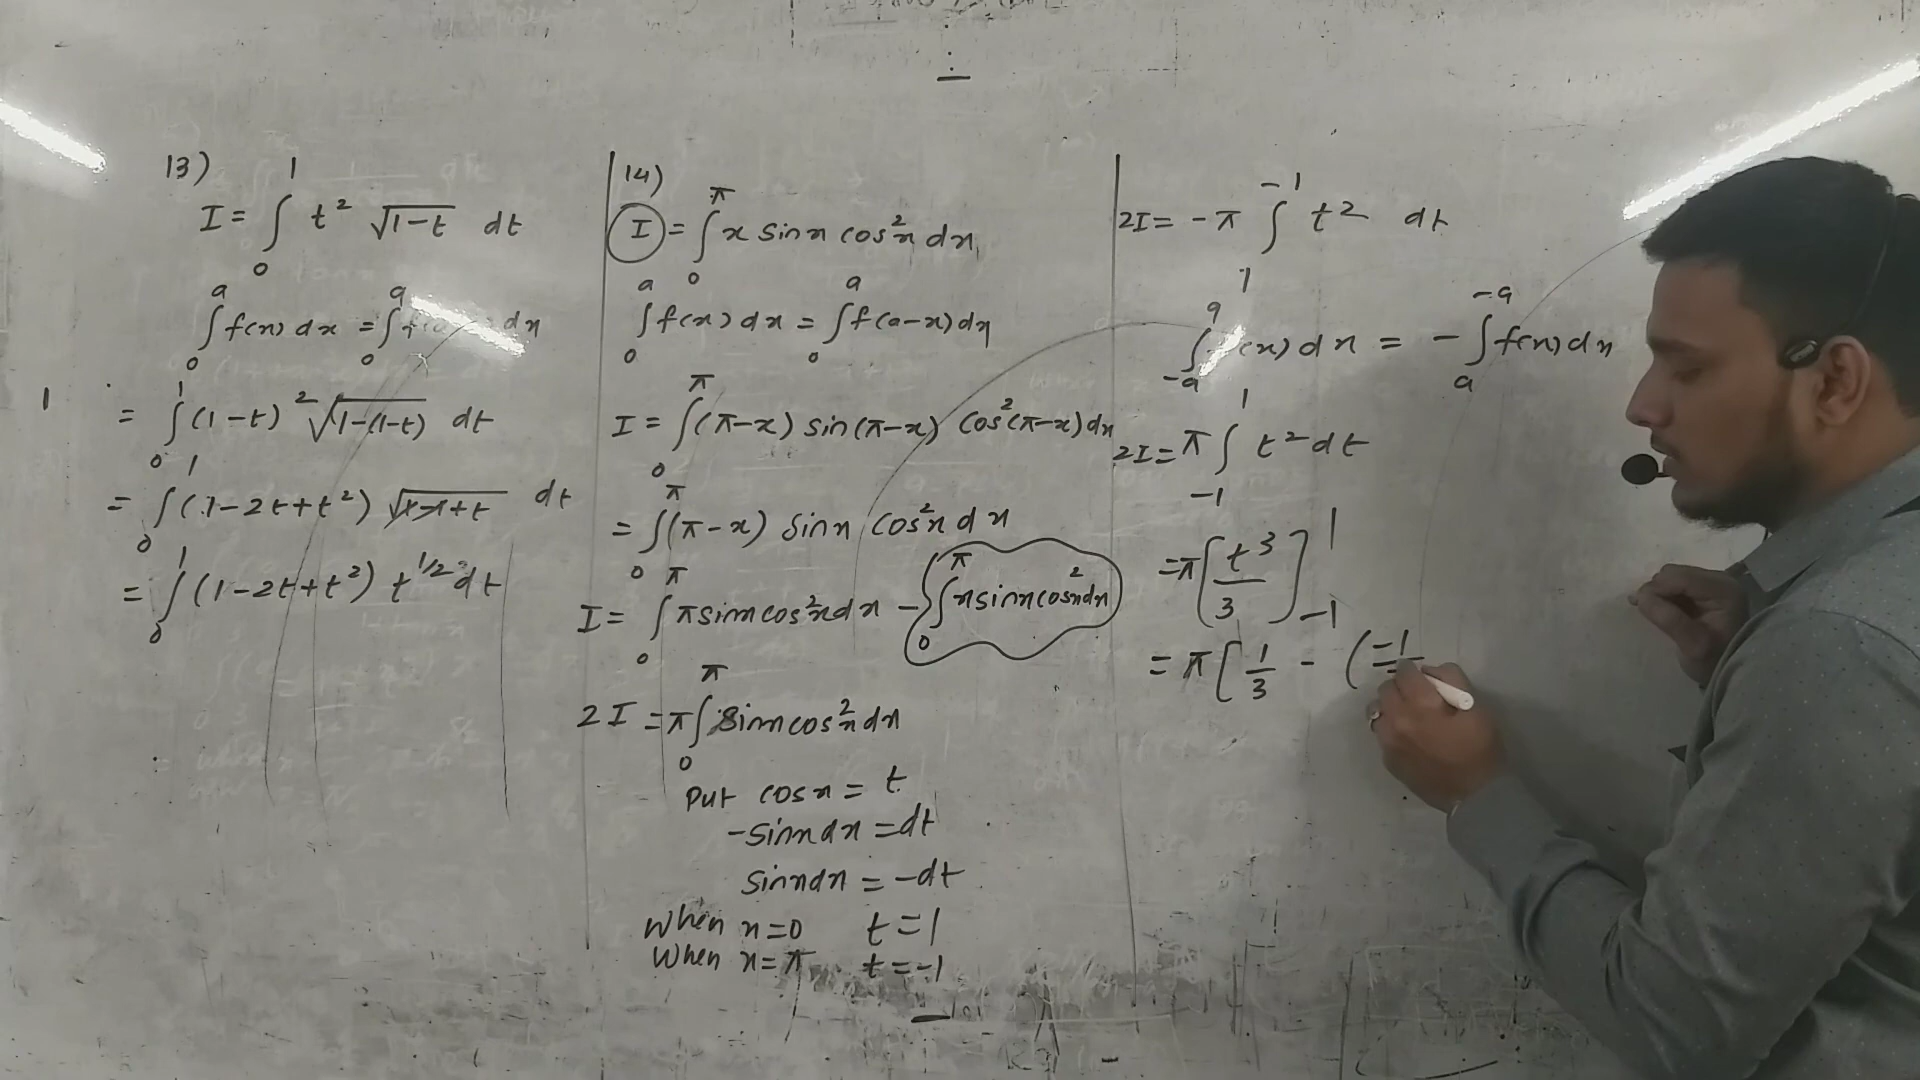 13)
I = ∫₀¹ t² √(1-t) dt
∫₀ᵃ f(x) dx = ∫₀ᵃ dx
1
= ∫₀¹ (1-t)² √(1-(1-t)) dt
= ∫₀¹ (1-2t+t²) √(1-1+t) dt
= ∫₀¹ (1-2t+t²) t^1/2 dt
14)
I = ∫₀^π x sinx cos²x dx
∫₀ᵃ f(x) dx = ∫₀ᵃ f(a-x) dx
I = ∫₀^π (π-x) sin(π-x) cos²(π-x) dx
= ∫₀^π (π-x) sinx cos²x dx
I = ∫₀^π π sinx cos²x dx - ∫₀^π x sinx cos²x dx
2I = π ∫₀^π sinx cos²x dx
Put cosx = t
-sinx dx = dt
sinx dx = -dt
When x=0 t=1
When x=π t=-1
2I = -π ∫₁^-1 t² dt
∫₋ₐᵃ (x) dx = - ∫ₐ^-a f(x) dx
2I = π ∫₋₁¹ t² dt
= π [t³/3]₋₁¹
= π [1/3 - (-1